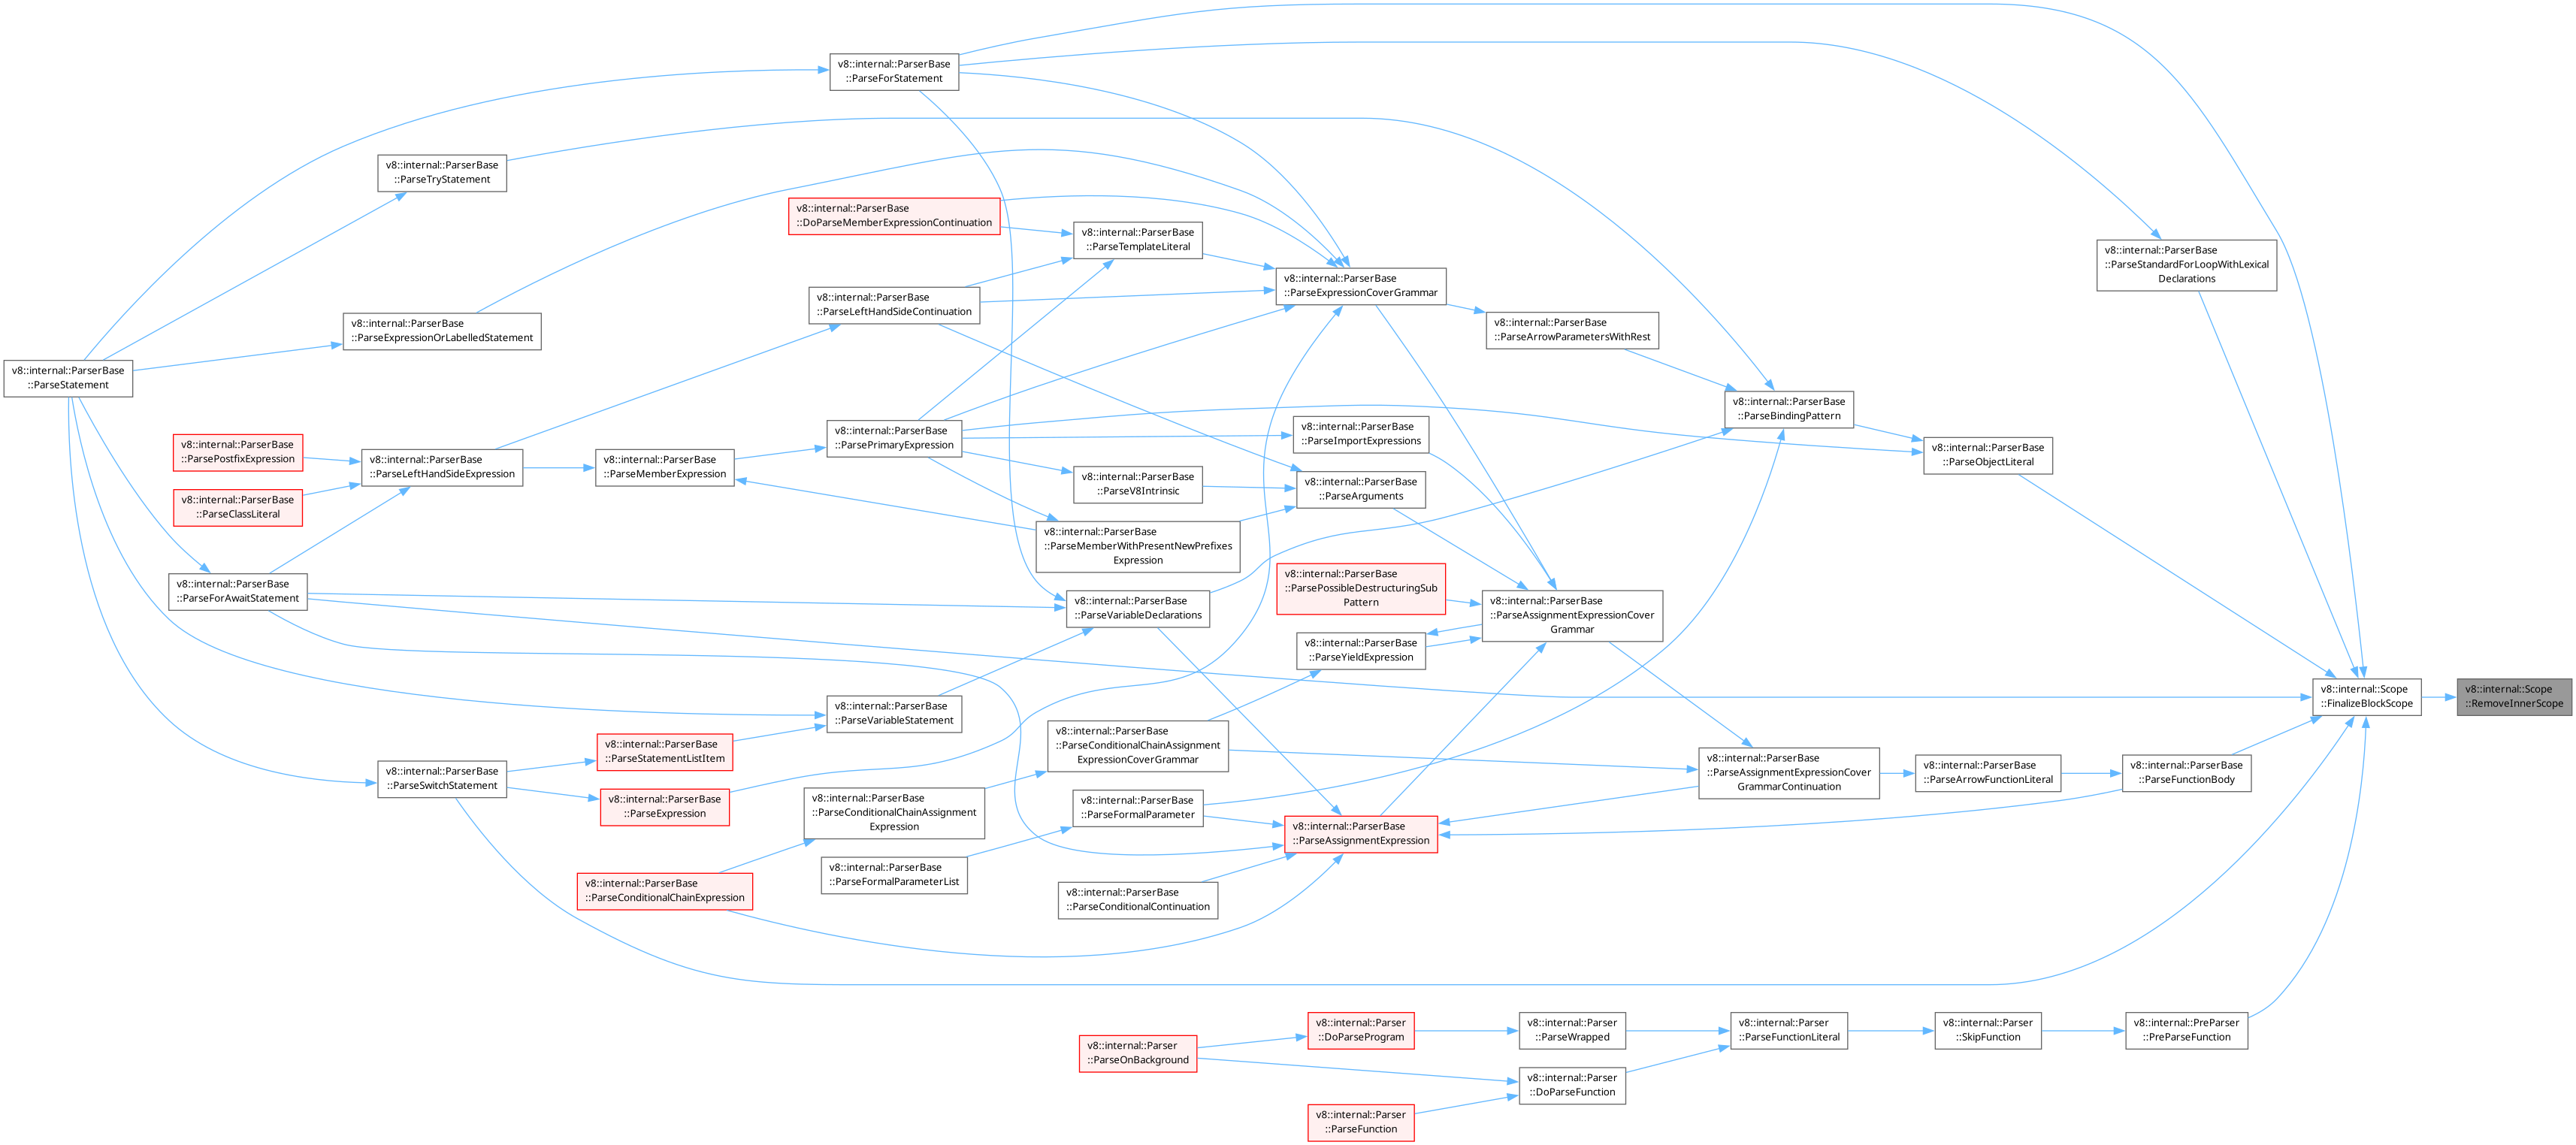 v8::internal::ParserBase
::ParseForStatement
v8::internal::ParserBase
::ParseTryStatement
v8::internal::ParserBase
::DoParseMemberExpressionContinuation
v8::internal::ParserBase
::ParseTemplateLiteral
v8::internal::ParserBase
::ParseStandardForLoopWithLexical
Declarations
v8::internal::ParserBase
::ParseExpressionCoverGrammar
v8::internal::ParserBase
::ParseLeftHandSideContinuation
v8::internal::ParserBase
::ParseExpressionOrLabelledStatement
v8::internal::ParserBase
::ParseArrowParametersWithRest
v8::internal::ParserBase
::ParseStatement
v8::internal::ParserBase
::ParseBindingPattern
v8::internal::ParserBase
::ParsePrimaryExpression
v8::internal::ParserBase
::ParseImportExpressions
v8::internal::ParserBase
::ParsePostfixExpression
v8::internal::ParserBase
::ParseLeftHandSideExpression
v8::internal::ParserBase
::ParseMemberExpression
v8::internal::ParserBase
::ParseObjectLiteral
v8::internal::ParserBase
::ParseV8Intrinsic
v8::internal::ParserBase
::ParseArguments
v8::internal::ParserBase
::ParseClassLiteral
v8::internal::ParserBase
::ParseMemberWithPresentNewPrefixes
Expression
v8::internal::ParserBase
::ParsePossibleDestructuringSub
Pattern
v8::internal::ParserBase
::ParseForAwaitStatement
v8::internal::ParserBase
::ParseVariableDeclarations
v8::internal::ParserBase
::ParseAssignmentExpressionCover
Grammar
v8::internal::ParserBase
::ParseYieldExpression
v8::internal::Scope
::FinalizeBlockScope
v8::internal::Scope
::RemoveInnerScope
v8::internal::ParserBase
::ParseVariableStatement
v8::internal::ParserBase
::ParseStatementListItem
v8::internal::ParserBase
::ParseConditionalChainAssignment
ExpressionCoverGrammar
v8::internal::ParserBase
::ParseAssignmentExpressionCover
GrammarContinuation
v8::internal::ParserBase
::ParseArrowFunctionLiteral
v8::internal::ParserBase
::ParseFunctionBody
v8::internal::ParserBase
::ParseSwitchStatement
v8::internal::ParserBase
::ParseExpression
v8::internal::ParserBase
::ParseConditionalChainAssignment
Expression
v8::internal::ParserBase
::ParseFormalParameter
v8::internal::ParserBase
::ParseAssignmentExpression
v8::internal::ParserBase
::ParseFormalParameterList
v8::internal::ParserBase
::ParseConditionalChainExpression
v8::internal::ParserBase
::ParseConditionalContinuation
v8::internal::Parser
::ParseOnBackground
v8::internal::Parser
::DoParseProgram
v8::internal::Parser
::ParseWrapped
v8::internal::Parser
::ParseFunctionLiteral
v8::internal::Parser
::SkipFunction
v8::internal::PreParser
::PreParseFunction
v8::internal::Parser
::DoParseFunction
v8::internal::Parser
::ParseFunction